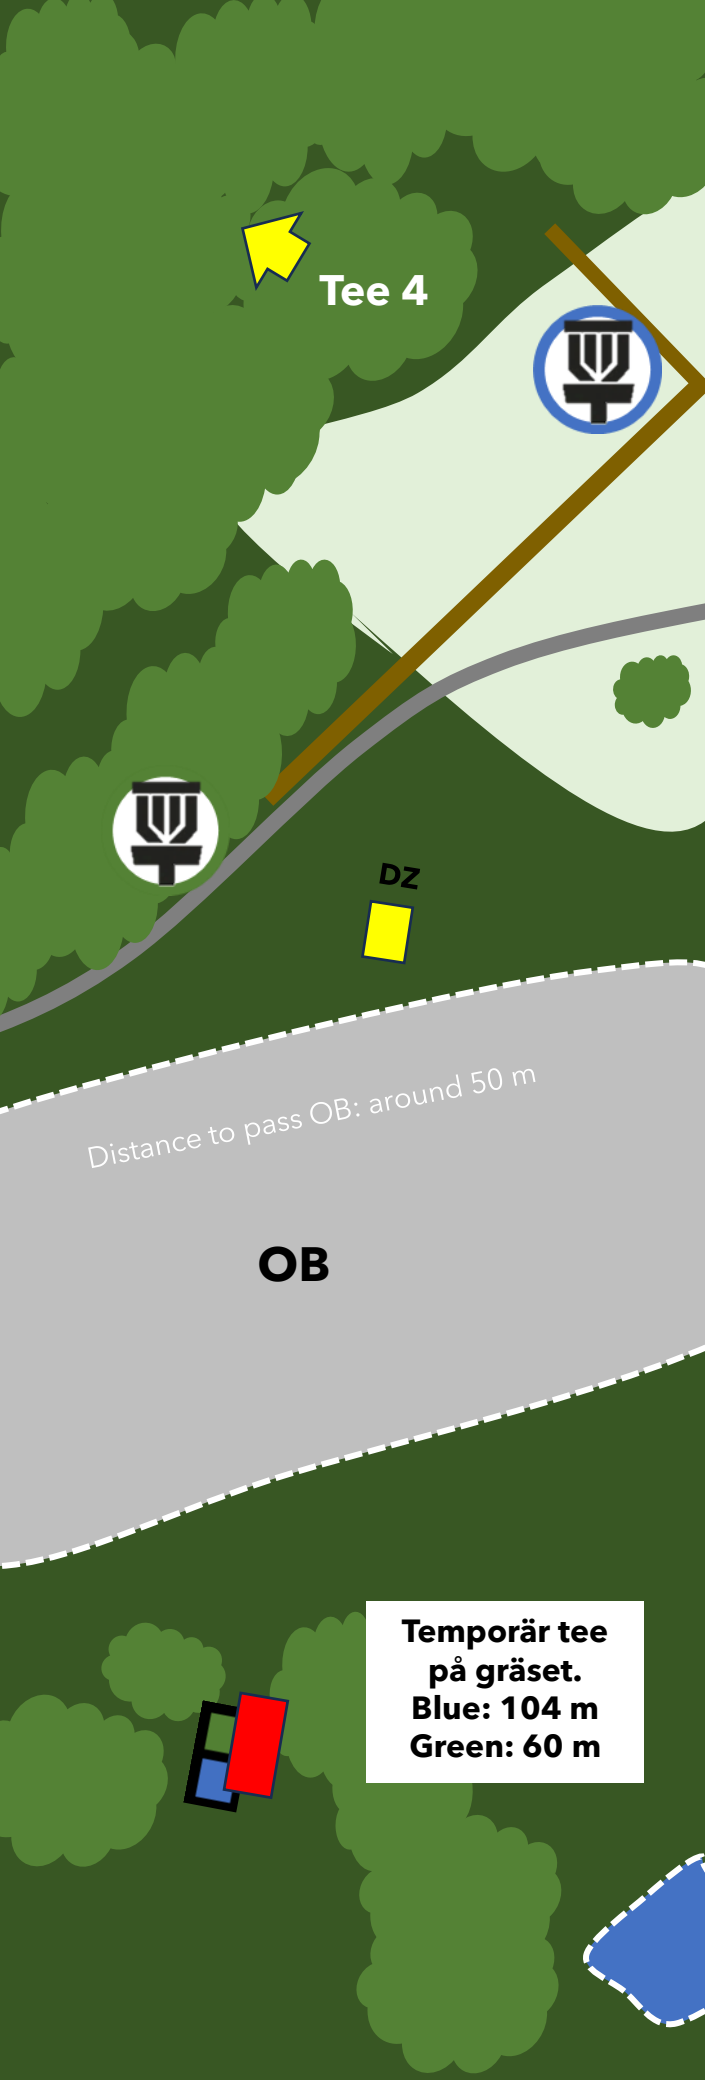 Tee 4
DZ
Distance to pass OB: around 50 m
OB
Temporär tee
på gräset.
Blue: 104 m
Green: 60 m